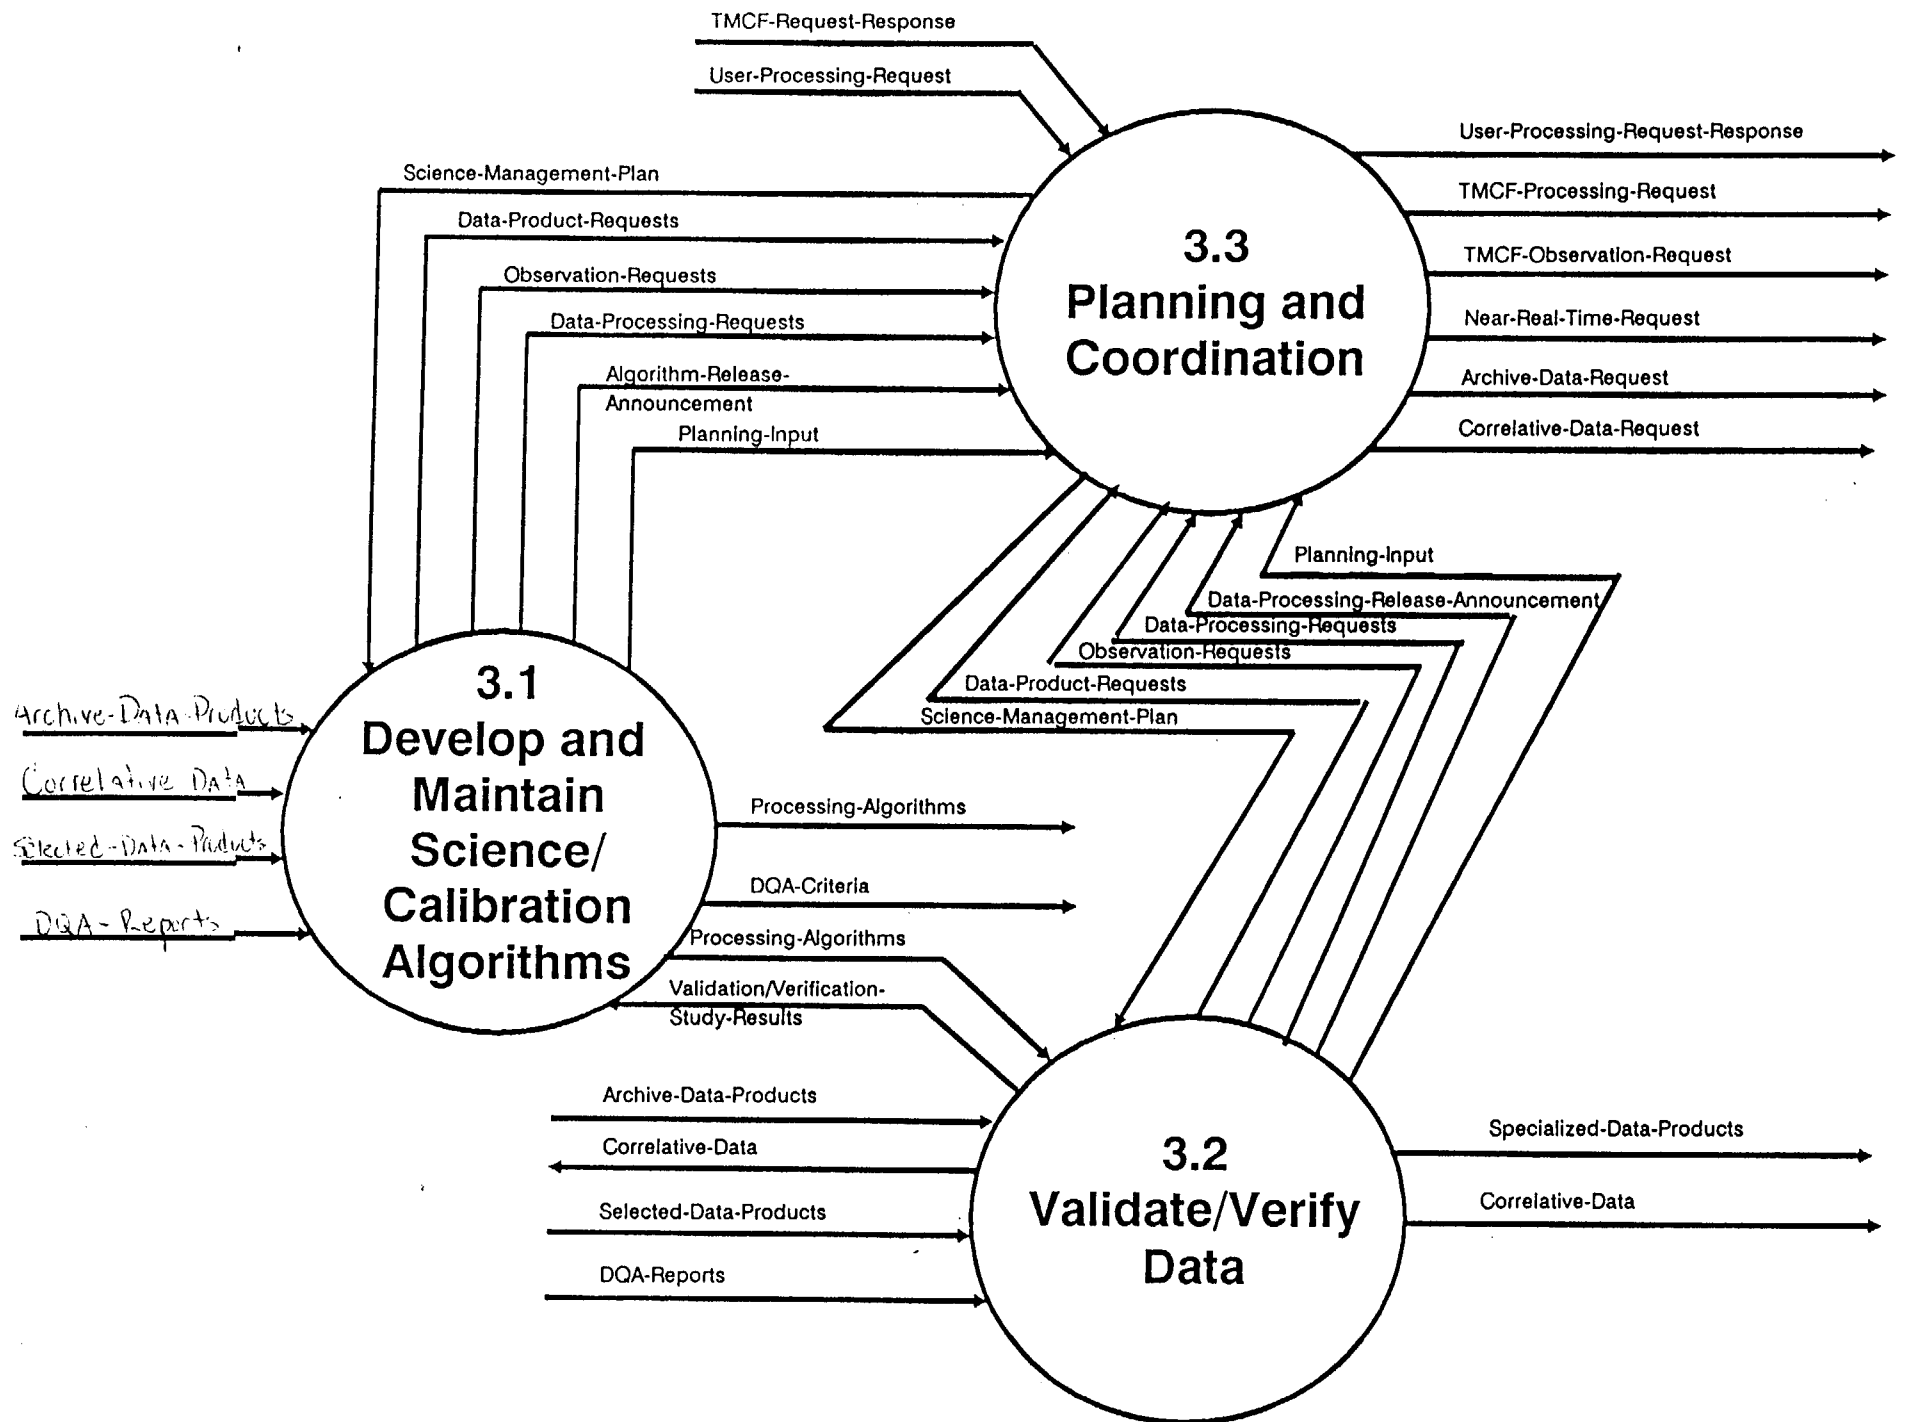 TMCF-Request-Response
User-Processing-Request
User-Processing-Request-Response
Science-Management-Plan
TMCF-Processing-Request
Data-Product-Requests
3.3
Planning and
Coordination
TMCF-Observation-Request
Observation-Requests
Near-Real-Time-Request
Data-Processing-Requests
Algorithm-Release-
Announcement
Archive-Data-Request
Planning-Input
Correlative-Data-Request
Planning-Input
Data-Processing-Release-Announcement
Data-Processing-Requests
Observation-Requests
Data-Product-Requests
Science-Management-Plan
3.1
Develop and
Maintain
Science/
Calibration
Algorithms
Archive-Data-Products
Correlative Data
Selected-Data-Paducts
DQA-Reports
Processing-Algorithms
DQA-Criteria
Processing-Algorithms
Validation/Verification-
Study-Results
Archive-Data-Products
Correlative-Data
Selected-Data-Products
DQA-Reports
3.2
Validate/Verify
Data
Specialized-Data-Products
Correlative-Data